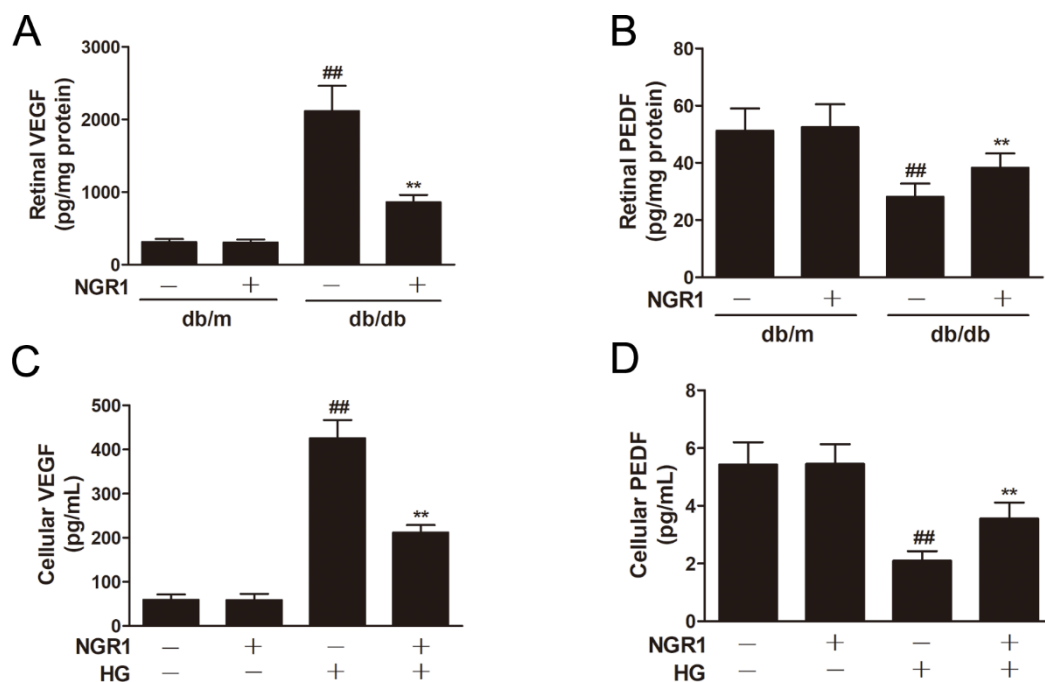 A
Retinal VEGF
(pg/mg protein)
3000
2000
1000
0
##
**
NGR1 — + — +
db/m db/db
B
Retinal PEDF
(pg/mg protein)
80
60
40
20
0
##
**
NGR1 — + — +
db/m db/db
C
Cellular VEGF
(pg/mL)
500
400
300
200
100
0
##
**
NGR1 — + — +
HG — — + +
D
Cellular PEDF
(pg/mL)
8
6
4
2
0
##
**
NGR1 — + — +
HG — — + +